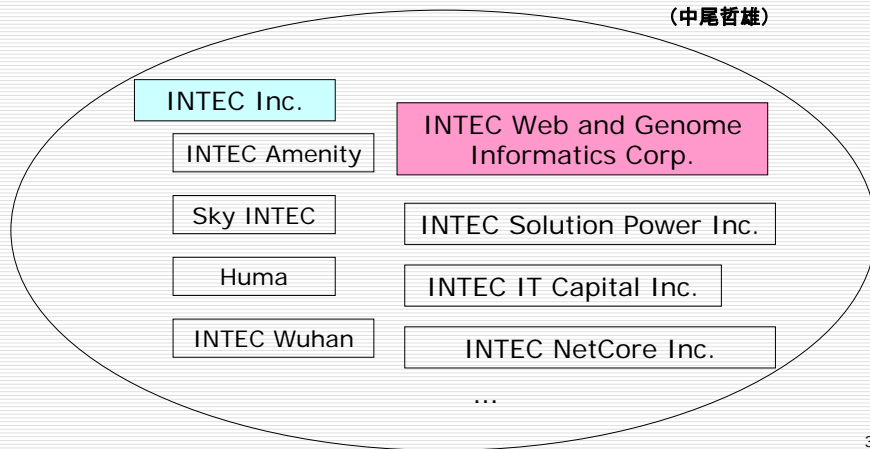 （中尾哲雄）
INTEC Inc.
INTEC Amenity
Sky INTEC
Huma
INTEC Wuhan
INTEC Web and Genome
Informatics Corp.
INTEC Solution Power Inc.
INTEC IT Capital Inc.
INTEC NetCore Inc.
…
3